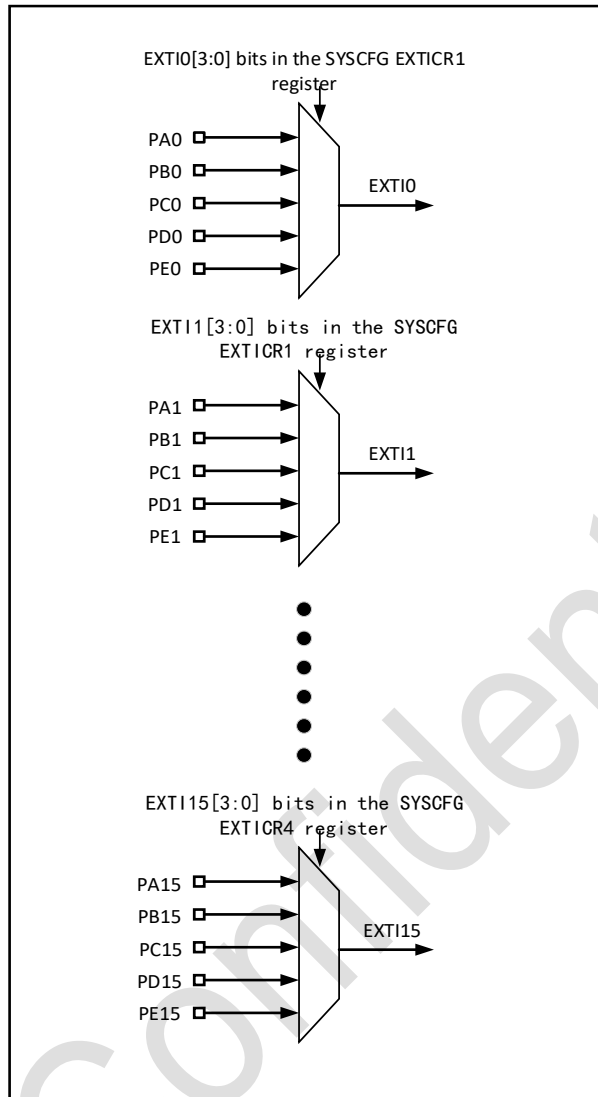 EXTI0[3:0] bits in the SYSCFG EXTICR1
register
PA0
PB0
PC0
PD0
PE0
EXTI0
EXTI1[3:0] bits in the SYSCFG
EXTICR1 register
PA1
PB1
PC1
PD1
PE1
EXTI1
EXTI15[3:0] bits in the SYSCFG
EXTICR4 register
PA15
PB15
PC15
PD15
PE15
EXTI15